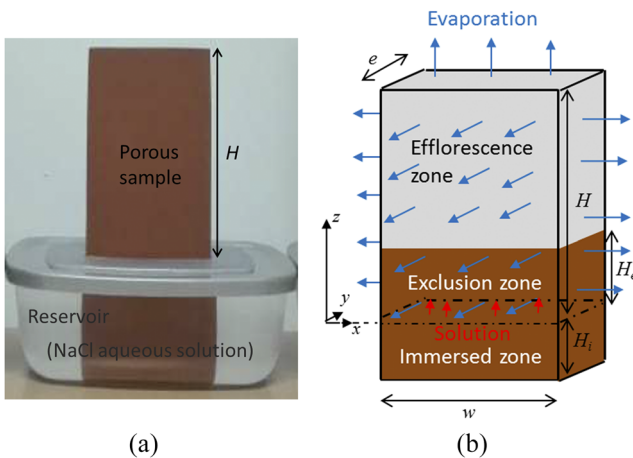 Porous
sample
H
Reservoir
(NaCl aqueous solution)
(a)
Evaporation
e
Efflorescence
zone
H
z
Exclusion zone
He
y
x
Solution
Immersed zone
Hi
w
(b)